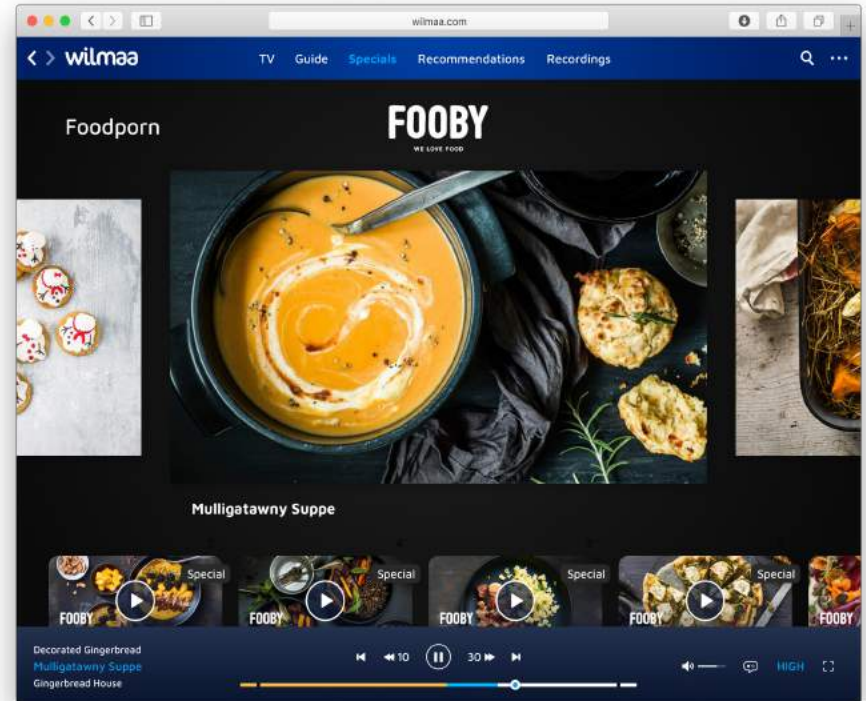 wilmaa.com
wilmaa
TV Guide Specials Recommendations Recordings
Foodporn
FOOBY
WE LOVE FOOD
Mulligatawny Suppe
Special Special Special Special
FOOBY FOOBY FOOBY FOOBY FOOBY
Decorated Gingerbread
Mulligatawny Suppe
Gingerbread House
10 30
HIGH